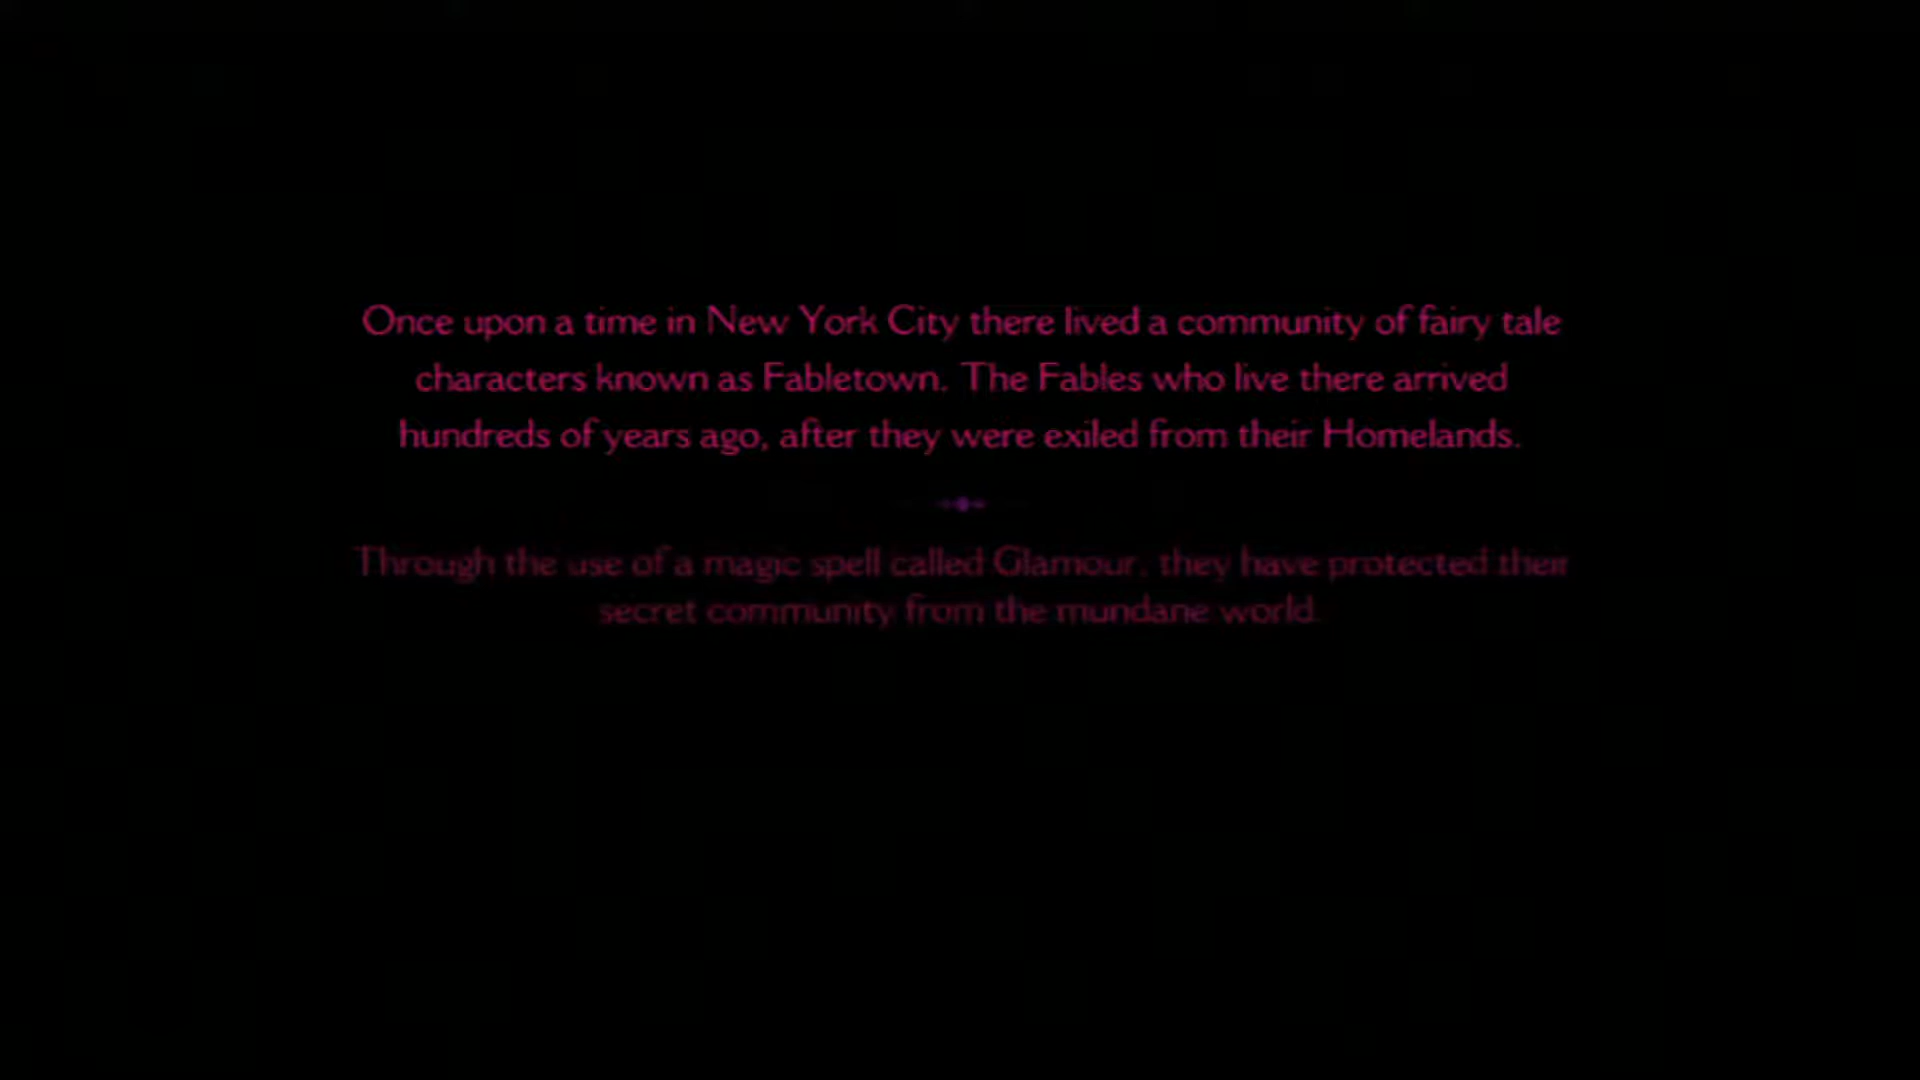 Once upon a time in New York City there lived a community of fairy tale
characters known as Fabletown. The Fables who live there arrived
hundreds of years ago, after they were exiled from their Homelands.
Through the use of a magic spell called Glamour, they have protected their
secret community from the mundane world.